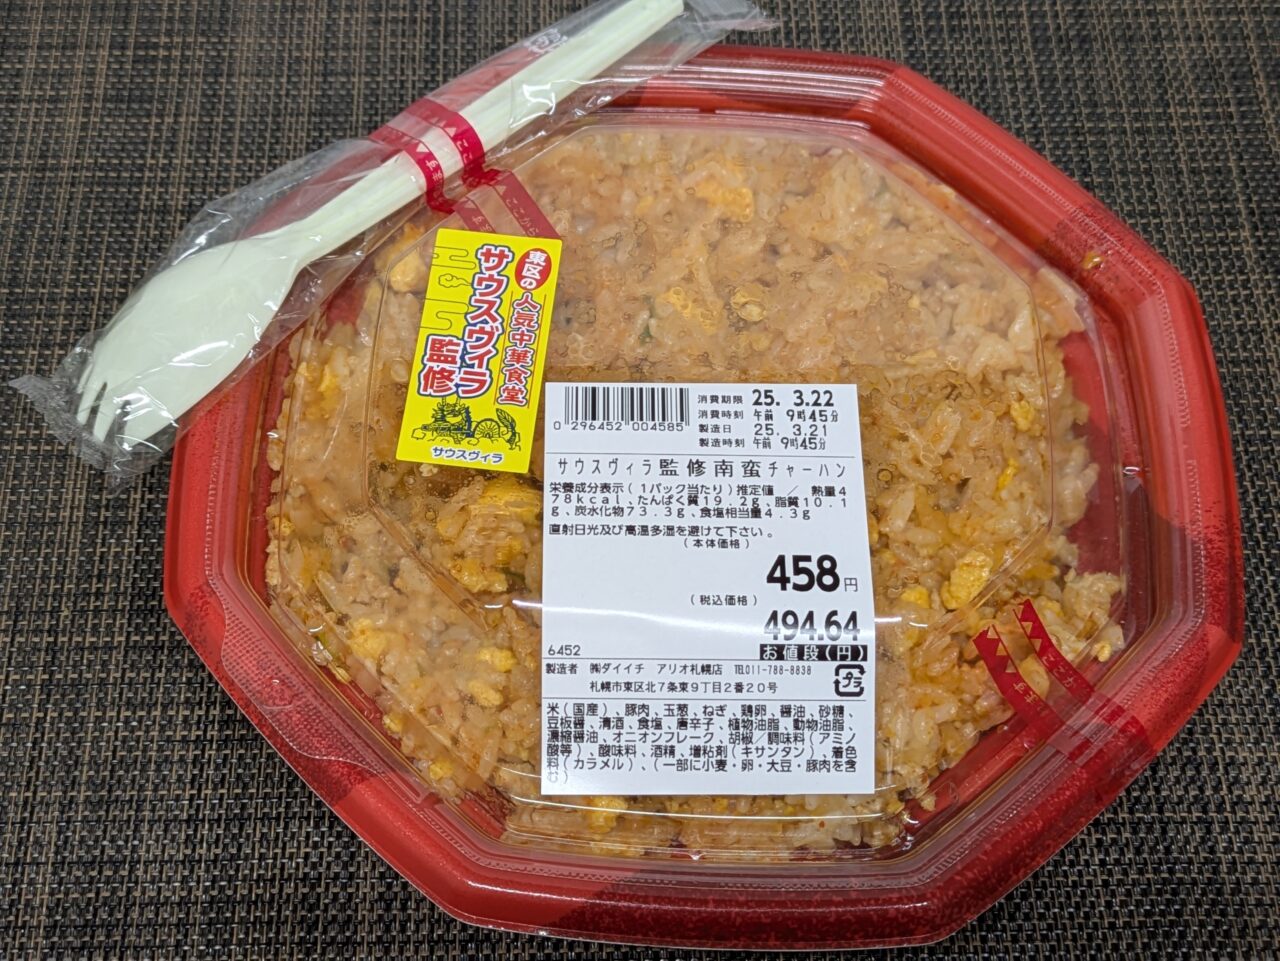 東区の人気中華食堂
サウスヴィラ
監修
サウスヴィラ
ここから
0 296452 004585
消費期限 25. 3.22
消費時刻 午前 9時45分
製造日 25. 3.21
製造時刻 午前 9時45分
サウスヴィラ監修南蛮チャーハン
栄養成分表示(1パック当たり)推定値 / 熱量4
78kcal、たんぱく質19.2g、脂質10.1
g、炭水化物73.3g、食塩相当量4.3g
直射日光及び高温多湿を避けて下さい。
(本体価格)
458円
(税込価格)
494.64
お値段(円)
6452
製造者 ㈱ダイイチ アリオ札幌店 TEL011-788-8838
札幌市東区北7条東9丁目2番20号
プラ
米(国産)、豚肉、玉葱、ねぎ、鶏卵、醤油、砂糖、
豆板醤、清酒、食塩、唐辛子、植物油脂、動物油脂、
濃縮醤油、オニオンフレーク、胡椒/調味料(アミノ
酸等)、酸味料、酒精、増粘剤(キサンタン)、着色
料(カラメル)、(一部に小麦・卵・大豆・豚肉を含
む)